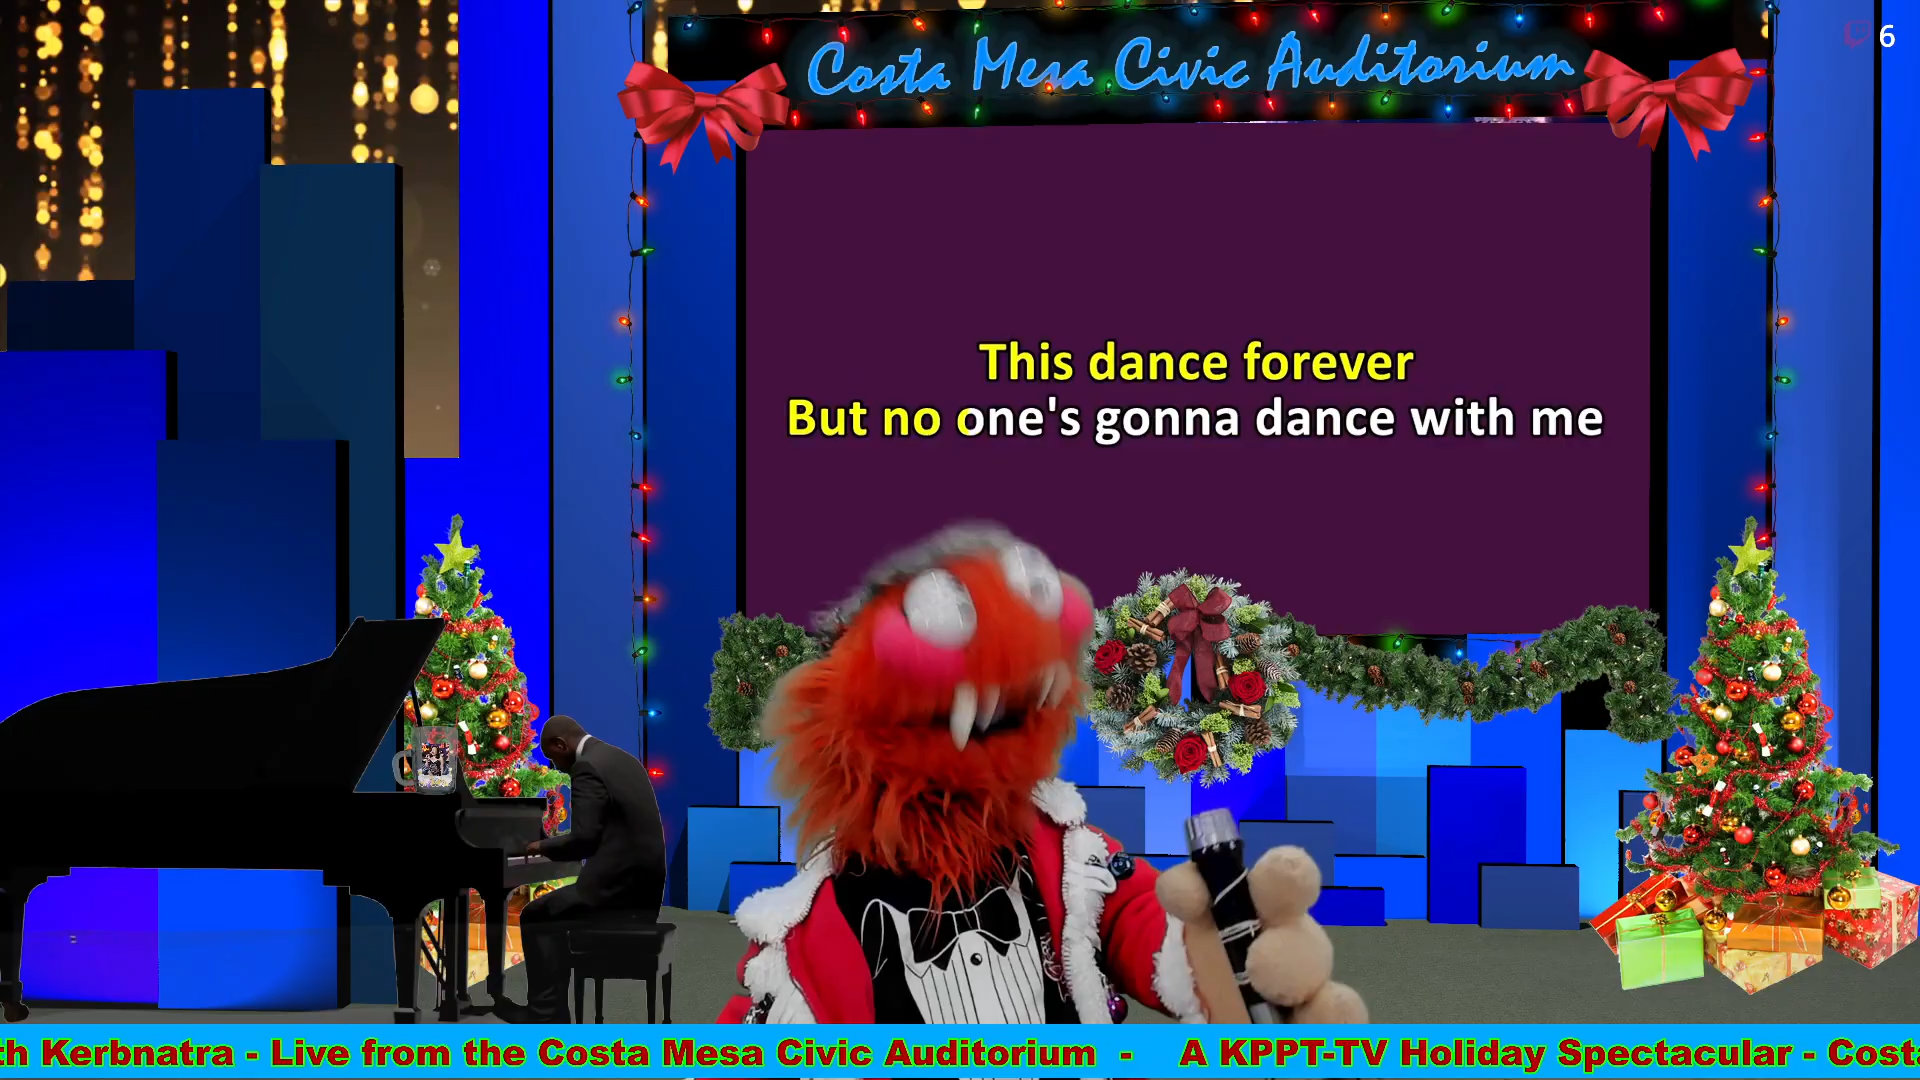 6
Costa Mesa Civic Auditorium
This dance forever
But no one's gonna dance with me
th Kerbnatra - Live from the Costa Mesa Civic Auditorium - A KPPT-TV Holiday Spectacular - Costa